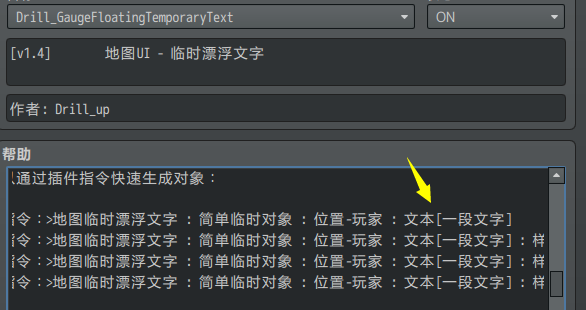 Drill_GaugeFloatingTemporaryText
ON
[v1.4] 地图UI - 临时漂浮文字
作者: Drill_up
帮助
通过插件指令快速生成对象：
令：>地图临时漂浮文字 : 简单临时对象 : 位置-玩家 : 文本[一段文字]
令：>地图临时漂浮文字 : 简单临时对象 : 位置-玩家 : 文本[一段文字] : 样
令：>地图临时漂浮文字 : 简单临时对象 : 位置-玩家 : 文本[一段文字] : 样
令：>地图临时漂浮文字 : 简单临时对象 : 位置-玩家 : 文本[一段文字] : 样